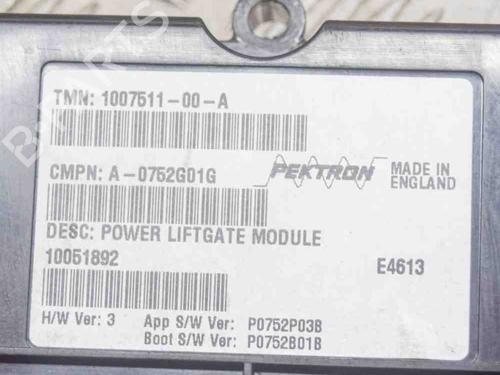 TMN: 1007511-00-A
CMPN: A-0752G01G
PEKTRON
MADE IN
ENGLAND
DESC: POWER LIFTGATE MODULE
10051892
E4613
H/W Ver: 3 App S/W Ver: P0752P03B
Boot S/W Ver: P0752B01B